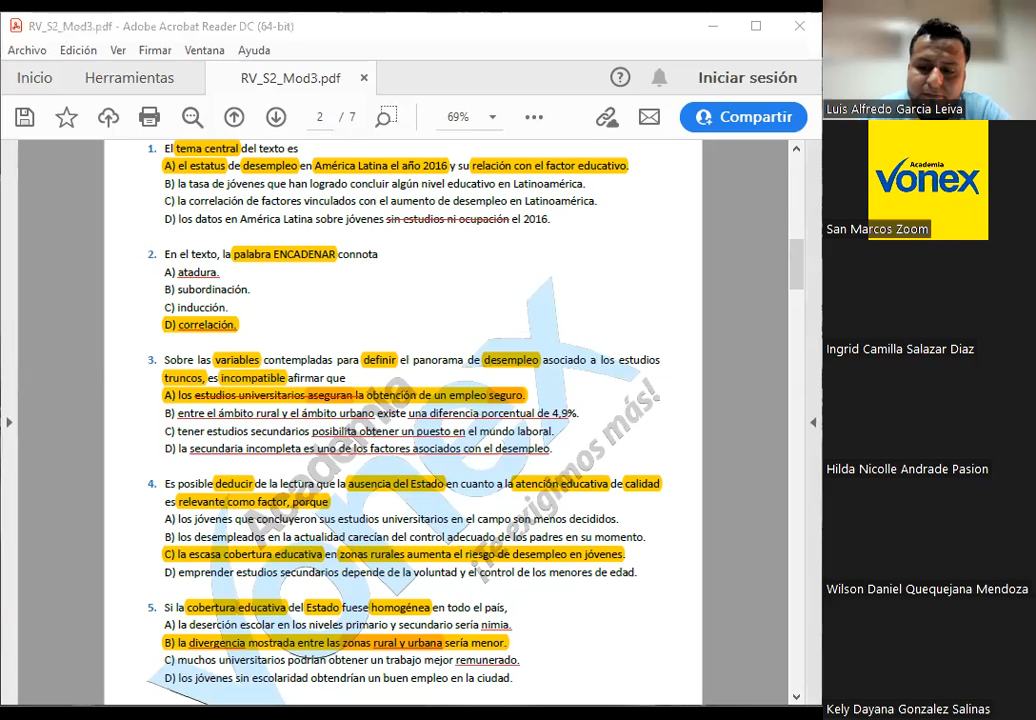 RV_S2_Mod3.pdf - Adobe Acrobat Reader DC (64-bit)
Archivo Edición Ver Firmar Ventana Ayuda
Inicio Herramientas RV_S2_Mod3.pdf × Iniciar sesión
2 / 7 69% Compartir
1. El tema central del texto es
A) el estatus de desempleo en América Latina el año 2016 y su relación con el factor educativo.
B) la tasa de jóvenes que han logrado concluir algún nivel educativo en Latinoamérica.
C) la correlación de factores vinculados con el aumento de desempleo en Latinoamérica.
D) los datos en América Latina sobre jóvenes sin estudios ni ocupación el 2016.
2. En el texto, la palabra ENCADENAR connota
A) atadura.
B) subordinación.
C) inducción.
D) correlación.
3. Sobre las variables contempladas para definir el panorama de desempleo asociado a los estudios
truncos, es incompatible afirmar que
A) los estudios universitarios aseguran la obtención de un empleo seguro.
B) entre el ámbito rural y el ámbito urbano existe una diferencia porcentual de 4,9%.
C) tener estudios secundarios posibilita obtener un puesto en el mundo laboral.
D) la secundaria incompleta es uno de los factores asociados con el desempleo.
4. Es posible deducir de la lectura que la ausencia del Estado en cuanto a la atención educativa de calidad
es relevante como factor, porque
A) los jóvenes que concluyeron sus estudios universitarios en el campo son menos decididos.
B) los desempleados en la actualidad carecían del control adecuado de los padres en su momento.
C) la escasa cobertura educativa en zonas rurales aumenta el riesgo de desempleo en jóvenes.
D) emprender estudios secundarios depende de la voluntad y el control de los menores de edad.
5. Si la cobertura educativa del Estado fuese homogénea en todo el país,
A) la deserción escolar en los niveles primario y secundario sería nimia.
B) la divergencia mostrada entre las zonas rural y urbana sería menor.
C) muchos universitarios podrían obtener un trabajo mejor remunerado.
D) los jóvenes sin escolaridad obtendrían un buen empleo en la ciudad.
Academia
Vonex
¡Te exigimos más!
Luis Alfredo Garcia Leiva
Academia
vonex
San Marcos Zoom
Ingrid Camilla Salazar Diaz
Hilda Nicolle Andrade Pasion
Wilson Daniel Quequejana Mendoza
Kely Dayana Gonzalez Salinas